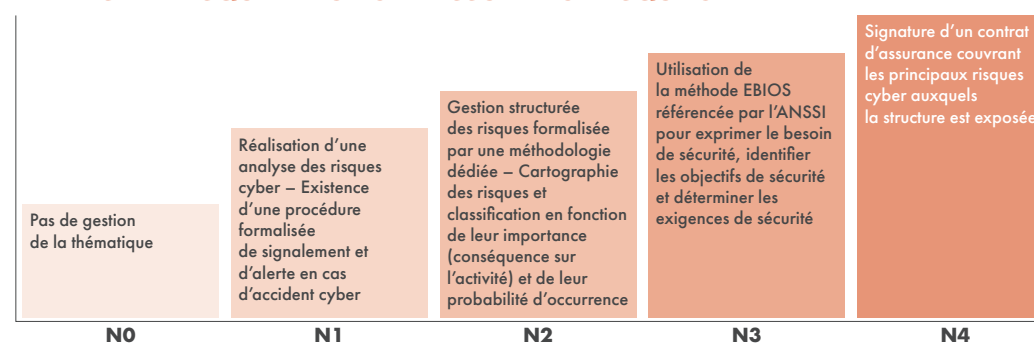 Pas de gestion
de la thématique
Réalisation d’une
analyse des risques
cyber – Existence
d’une procédure
formalisée
de signalement et
d’alerte en cas
d’accident cyber
Gestion structurée
des risques formalisée
par une méthodologie
dédiée – Cartographie
des risques et
classification en fonction
de leur importance
(conséquence sur
l’activité) et de leur
probabilité d’occurrence
Utilisation de
la méthode EBIOS
référencée par l’ANSSI
pour exprimer le besoin
de sécurité, identifier
les objectifs de sécurité
et déterminer les
exigences de sécurité
Signature d’un contrat
d’assurance couvrant
les principaux risques
cyber auxquels
la structure est exposée
N0
N1
N2
N3
N4